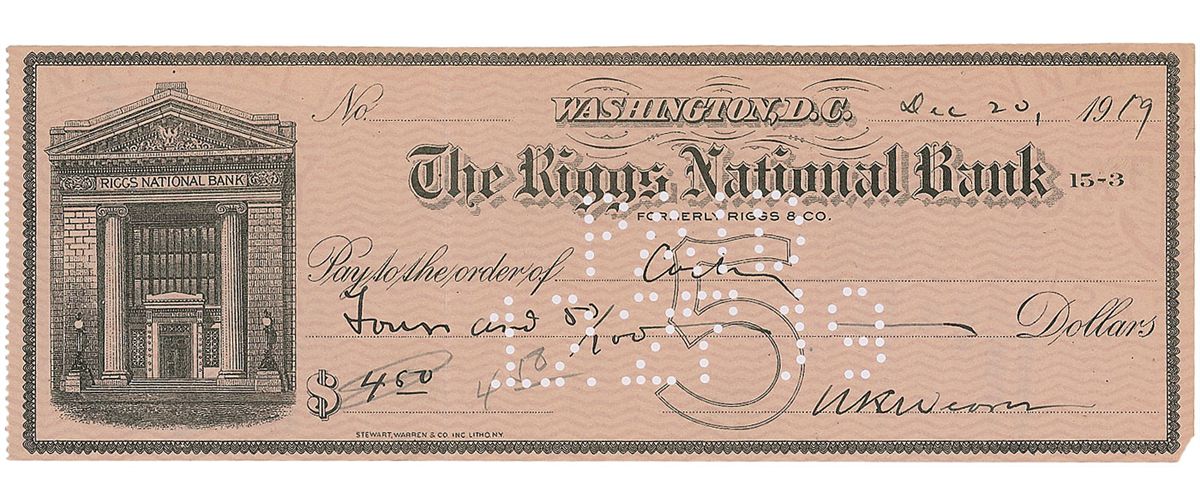 No. WASHINGTON, D.C. Dec 20, 1919
RIGGS NATIONAL BANK
The Riggs National Bank 15-3
FORMERLY RIGGS & CO.
Pay to the order of Cash
Four and 50/100 Dollars
$ 4 50 4 50
5
STEWART, WARREN & CO. INC. LITHO. N.Y.